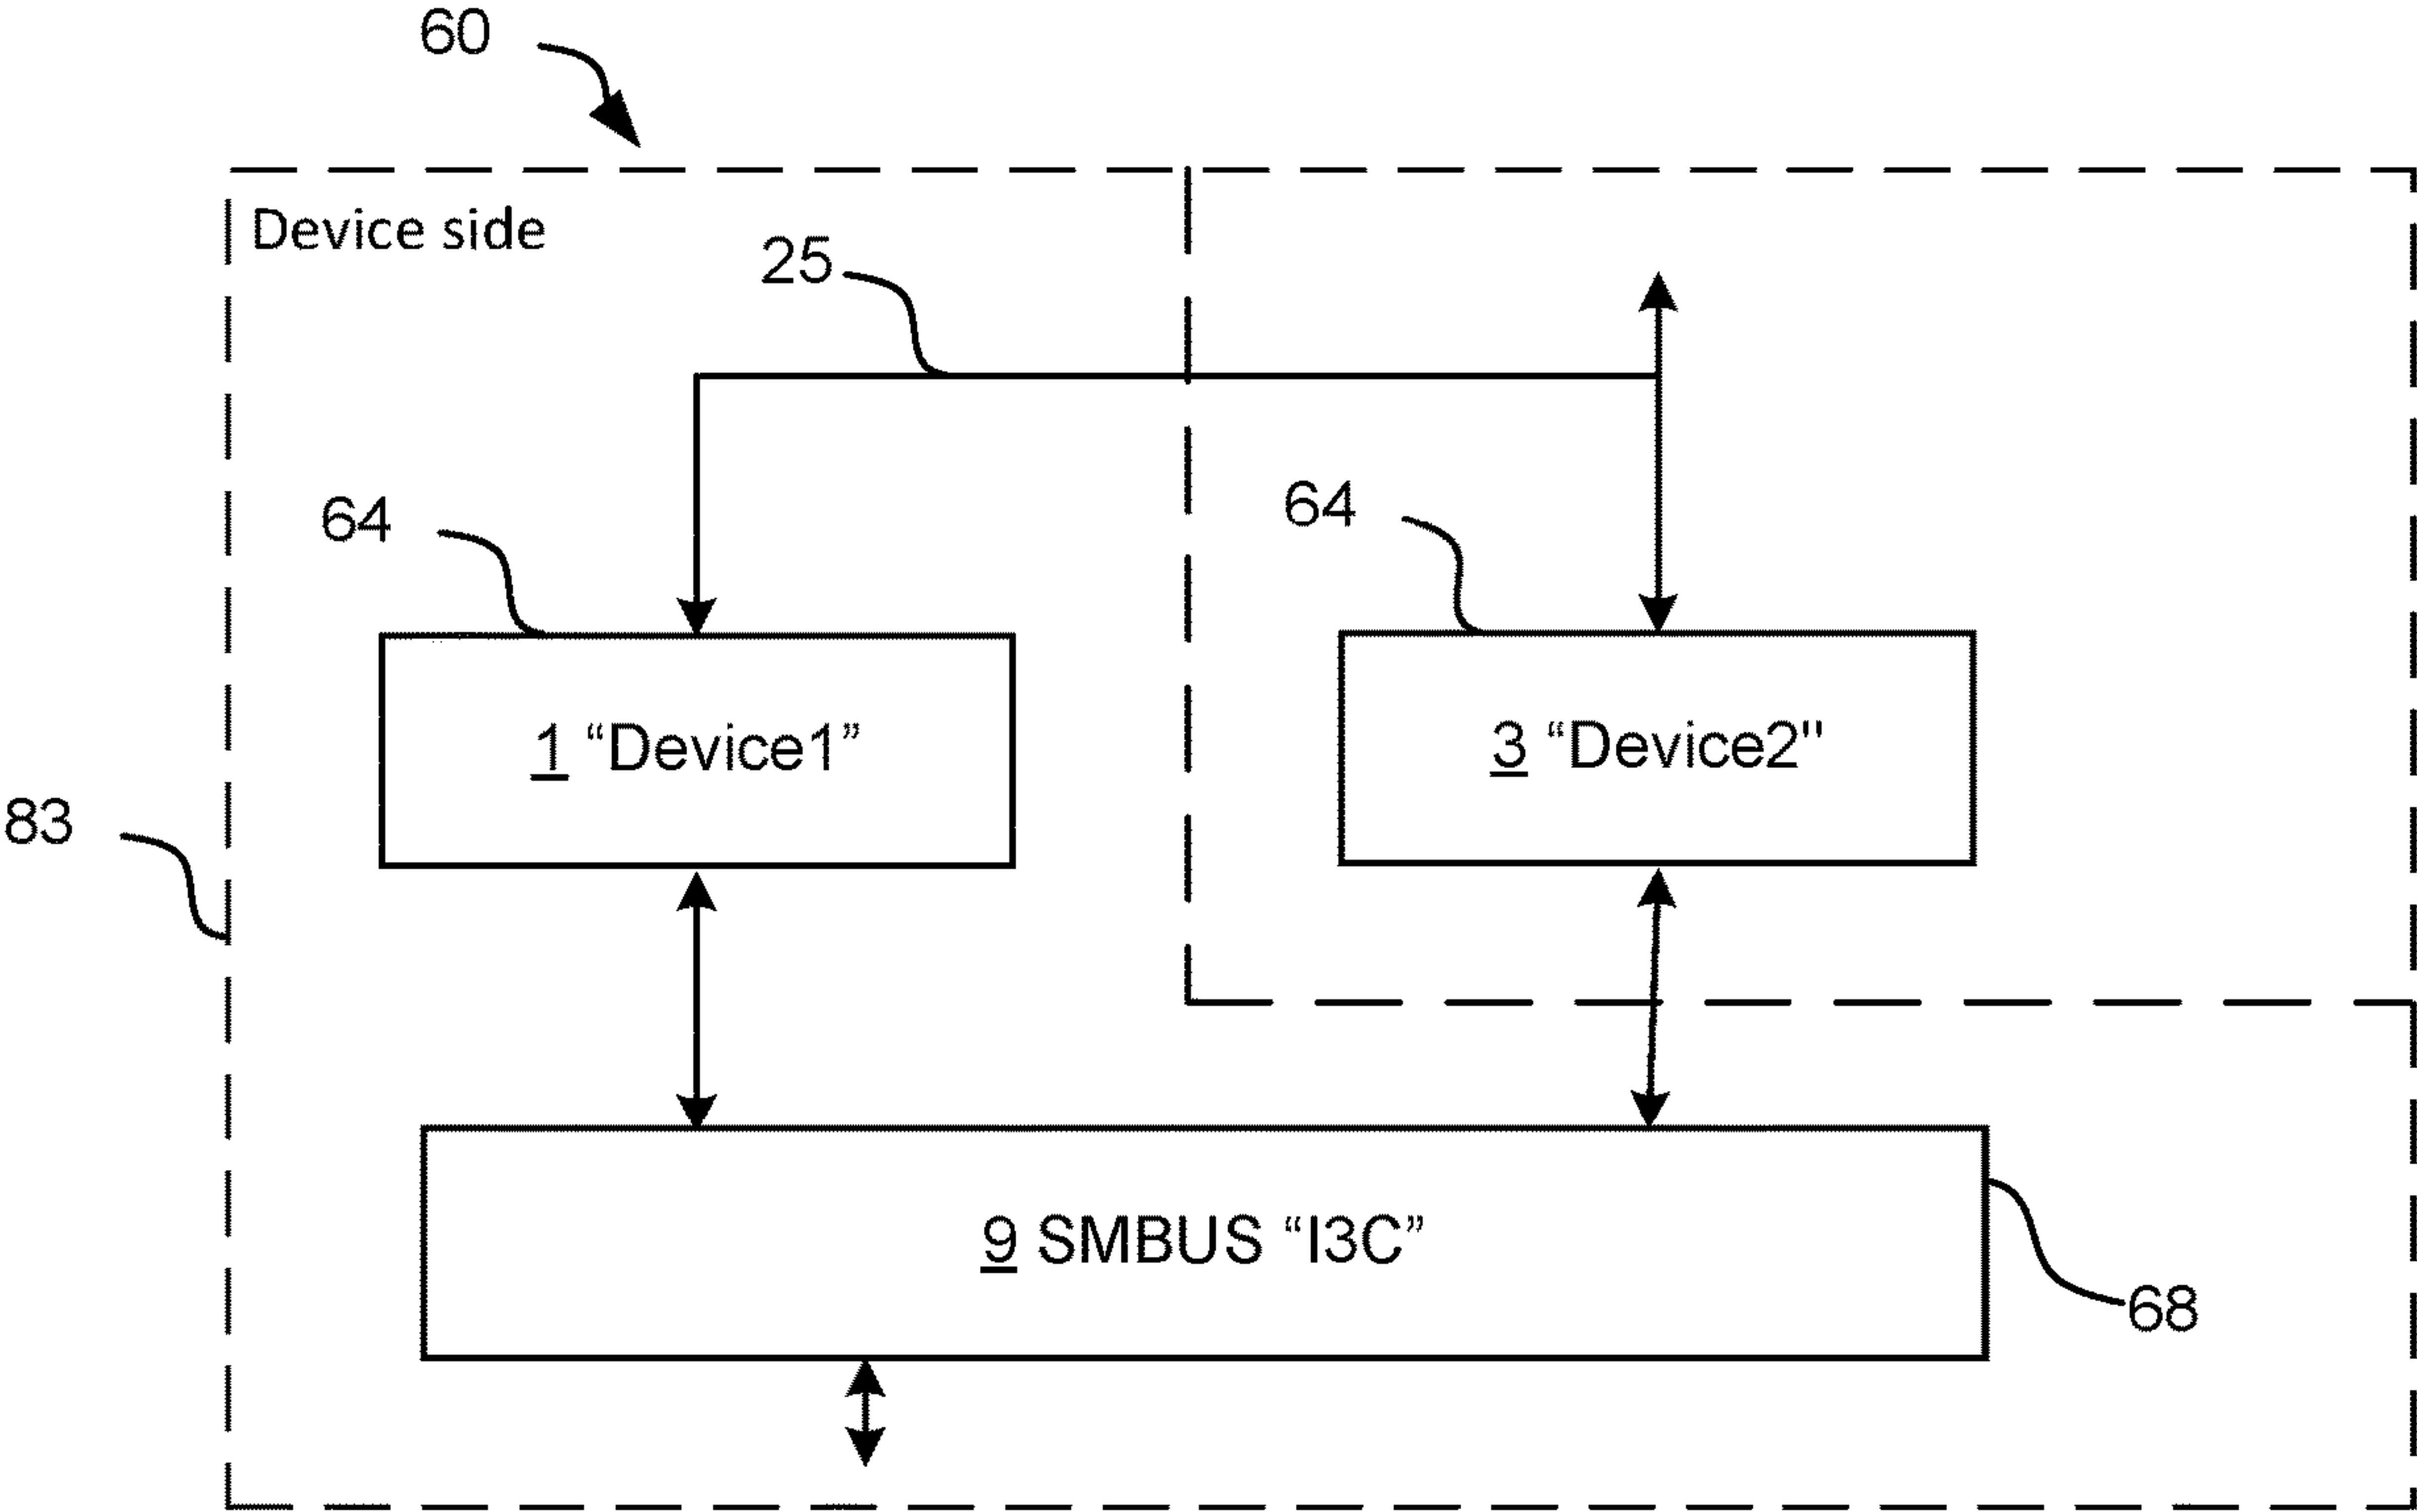 60
Device side
25
64
64
1 “Device1”
3 “Device2"
83
9 SMBUS “I3C”
68